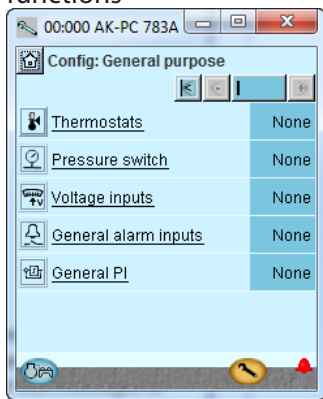 functions
00:000 AK-PC 783A
Config: General purpose
Thermostats None
Pressure switch None
Voltage inputs None
General alarm inputs None
General PI None